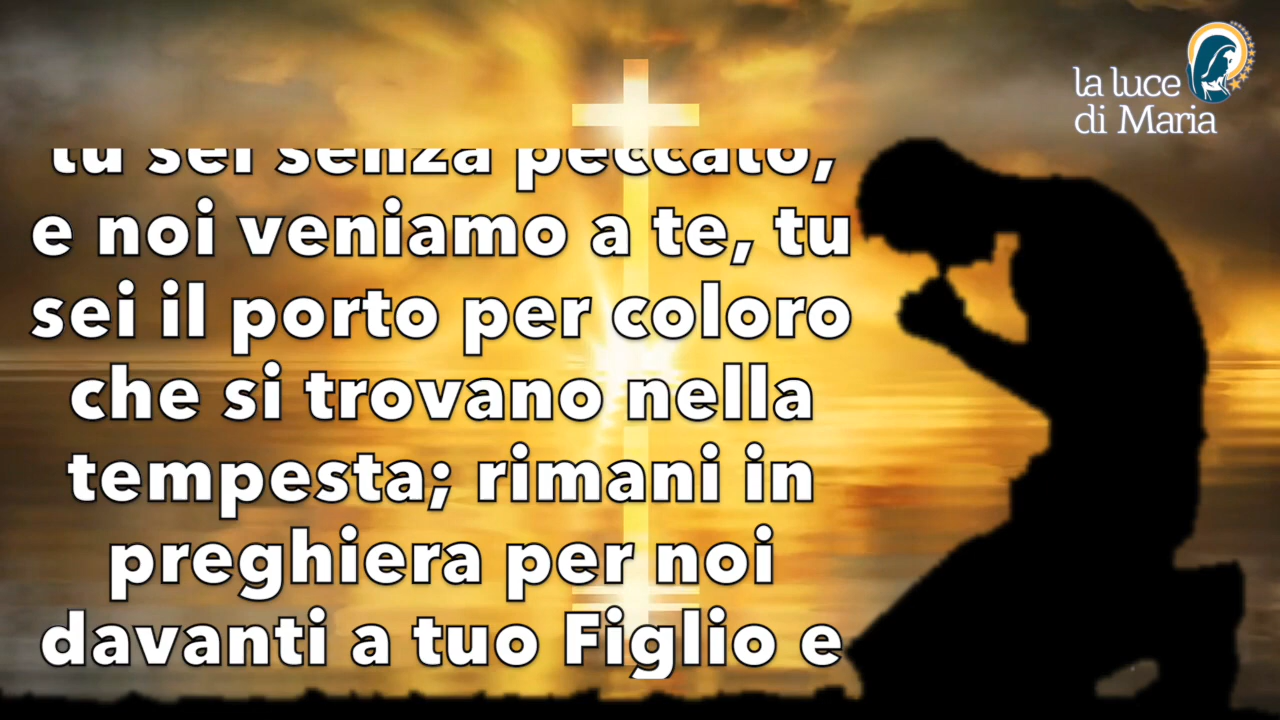 tu sei senza peccato,
e noi veniamo a te, tu
sei il porto per coloro
che si trovano nella
tempesta; rimani in
preghiera per noi
davanti a tuo Figlio e
la luce
di Maria